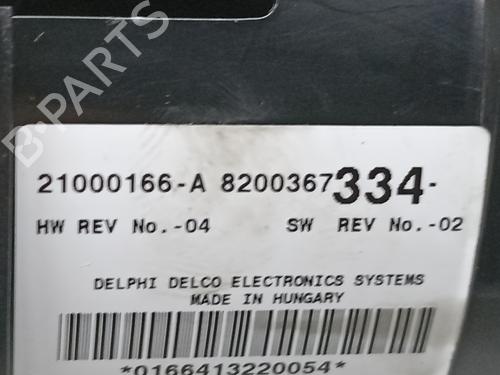 B-PARTS
21000166-A 8200367334-
HW REV No.-04 SW REV No.-02
DELPHI DELCO ELECTRONICS SYSTEMS
MADE IN HUNGARY
*0166413220054*